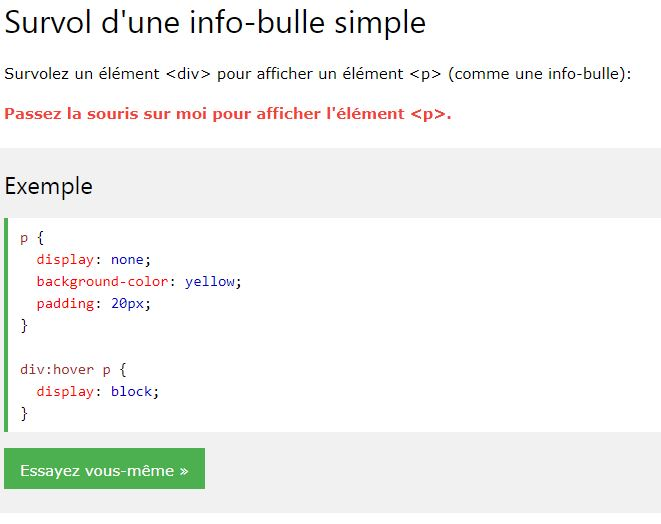 Survol d'une info-bulle simple
Survolez un élément <div> pour afficher un élément <p> (comme une info-bulle):
Passez la souris sur moi pour afficher l'élément <p>.
Exemple
p {
  display: none;
  background-color: yellow;
  padding: 20px;
}
div:hover p {
  display: block;
}
Essayez vous-même »